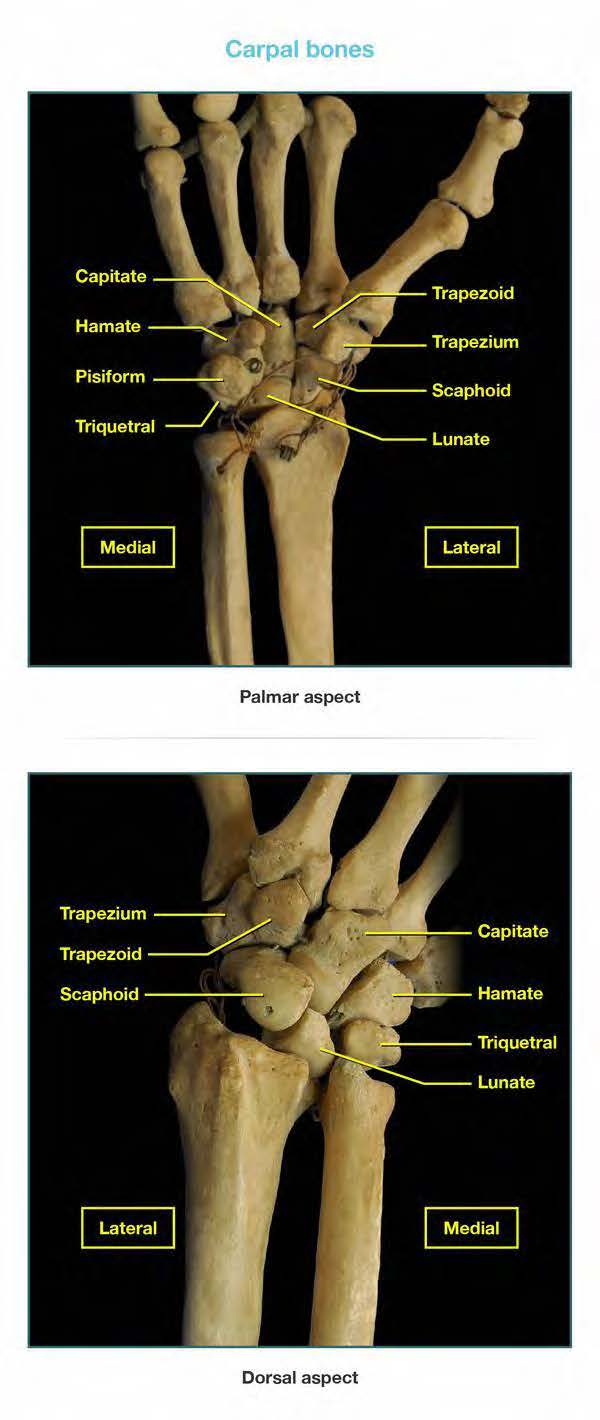 Carpal bones
Capitate
Hamate
Pisiform
Triquetral
Trapezoid
Trapezium
Scaphoid
Lunate
Medial
Lateral
Palmar aspect
Trapezium
Trapezoid
Scaphoid
Capitate
Hamate
Triquetral
Lunate
Lateral
Medial
Dorsal aspect